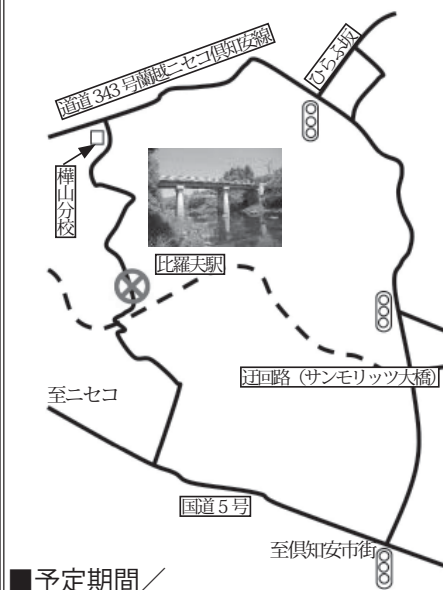 道道343号蘭越ニセコ倶知安線
ひらふ坂
樺山分校
比羅夫駅
迂回路（サンモリッツ大橋）
至ニセコ
国道5号
至倶知安市街
■予定期間／